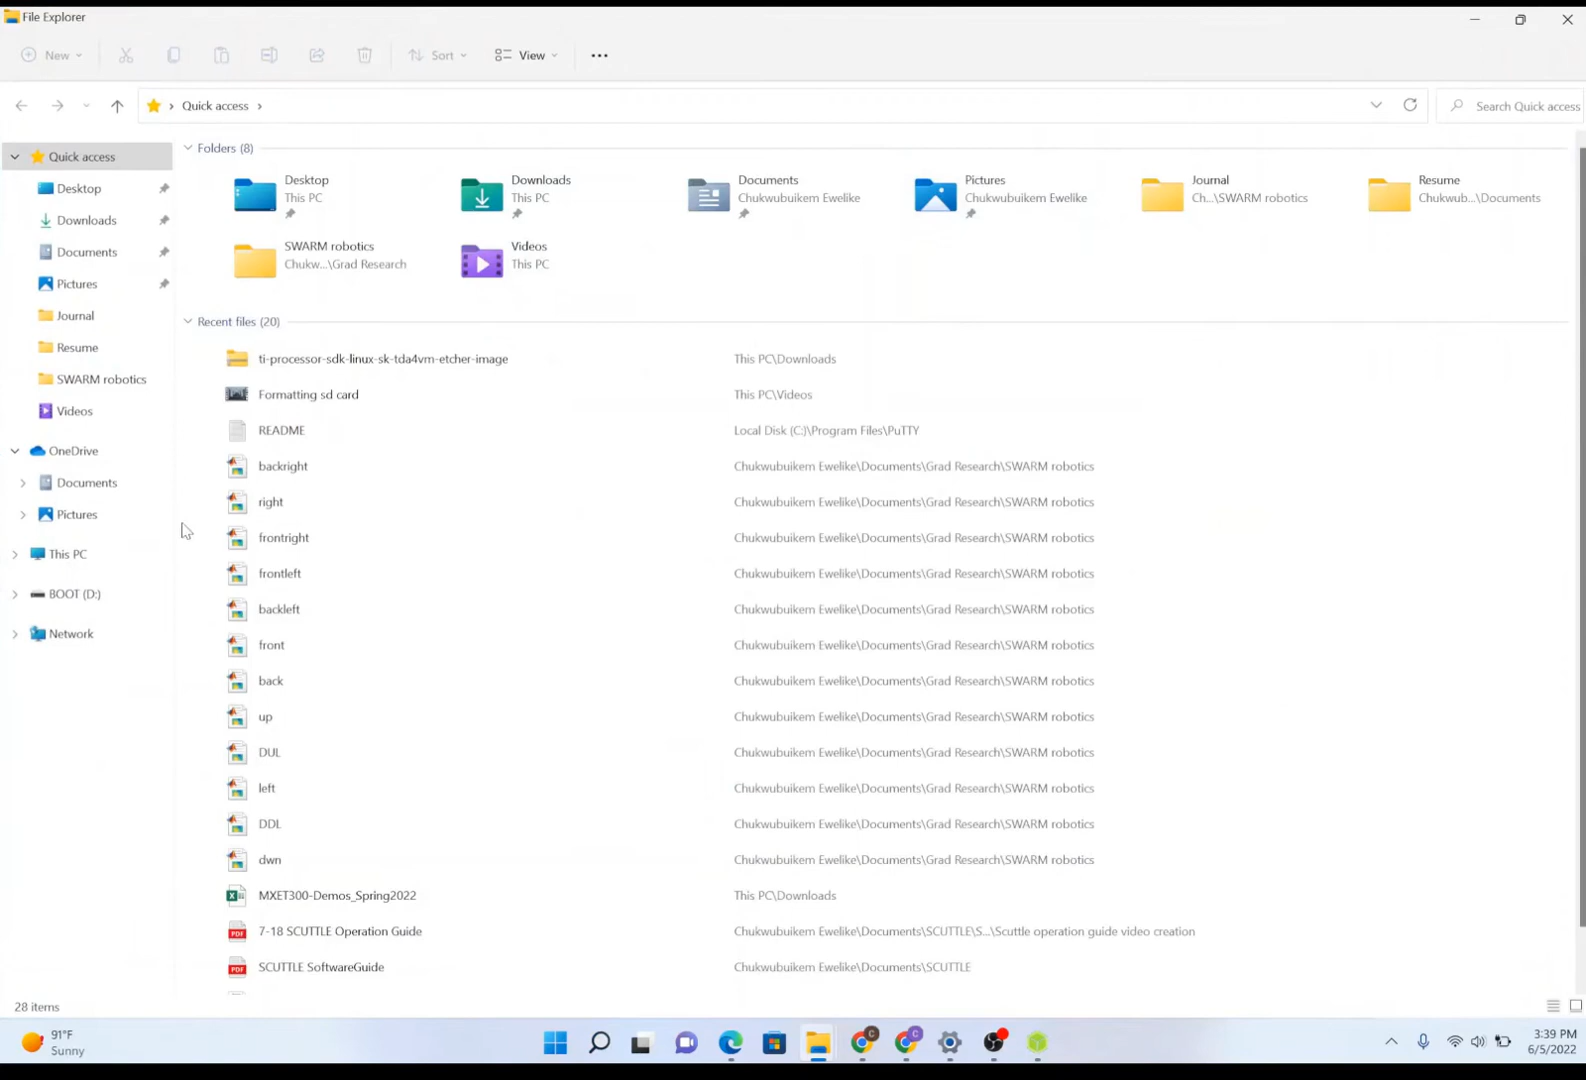 File Explorer
New
Sort
View
Quick access
Search Quick access
Quick access
Desktop
Downloads
Documents
Pictures
Journal
Resume
SWARM robotics
Videos
OneDrive
Documents
Pictures
This PC
BOOT (D:)
Network
Folders (8)
Desktop
This PC
Downloads
This PC
Documents
Chukwubuikem Ewelike
Pictures
Chukwubuikem Ewelike
Journal
Ch...\SWARM robotics
Resume
Chukwub...\Documents
SWARM robotics
Chukw...\Grad Research
Videos
This PC
Recent files (20)
ti-processor-sdk-linux-sk-tda4vm-etcher-image This PC\Downloads
Formatting sd card This PC\Videos
README Local Disk (C:)\Program Files\PuTTY
backright Chukwubuikem Ewelike\Documents\Grad Research\SWARM robotics
right Chukwubuikem Ewelike\Documents\Grad Research\SWARM robotics
frontright Chukwubuikem Ewelike\Documents\Grad Research\SWARM robotics
frontleft Chukwubuikem Ewelike\Documents\Grad Research\SWARM robotics
backleft Chukwubuikem Ewelike\Documents\Grad Research\SWARM robotics
front Chukwubuikem Ewelike\Documents\Grad Research\SWARM robotics
back Chukwubuikem Ewelike\Documents\Grad Research\SWARM robotics
up Chukwubuikem Ewelike\Documents\Grad Research\SWARM robotics
DUL Chukwubuikem Ewelike\Documents\Grad Research\SWARM robotics
left Chukwubuikem Ewelike\Documents\Grad Research\SWARM robotics
DDL Chukwubuikem Ewelike\Documents\Grad Research\SWARM robotics
dwn Chukwubuikem Ewelike\Documents\Grad Research\SWARM robotics
MXET300-Demos_Spring2022 This PC\Downloads
7-18 SCUTTLE Operation Guide Chukwubuikem Ewelike\Documents\SCUTTLE\S...\Scuttle operation guide video creation
SCUTTLE SoftwareGuide Chukwubuikem Ewelike\Documents\SCUTTLE
28 items
91°F
Sunny
3:39 PM
6/5/2022